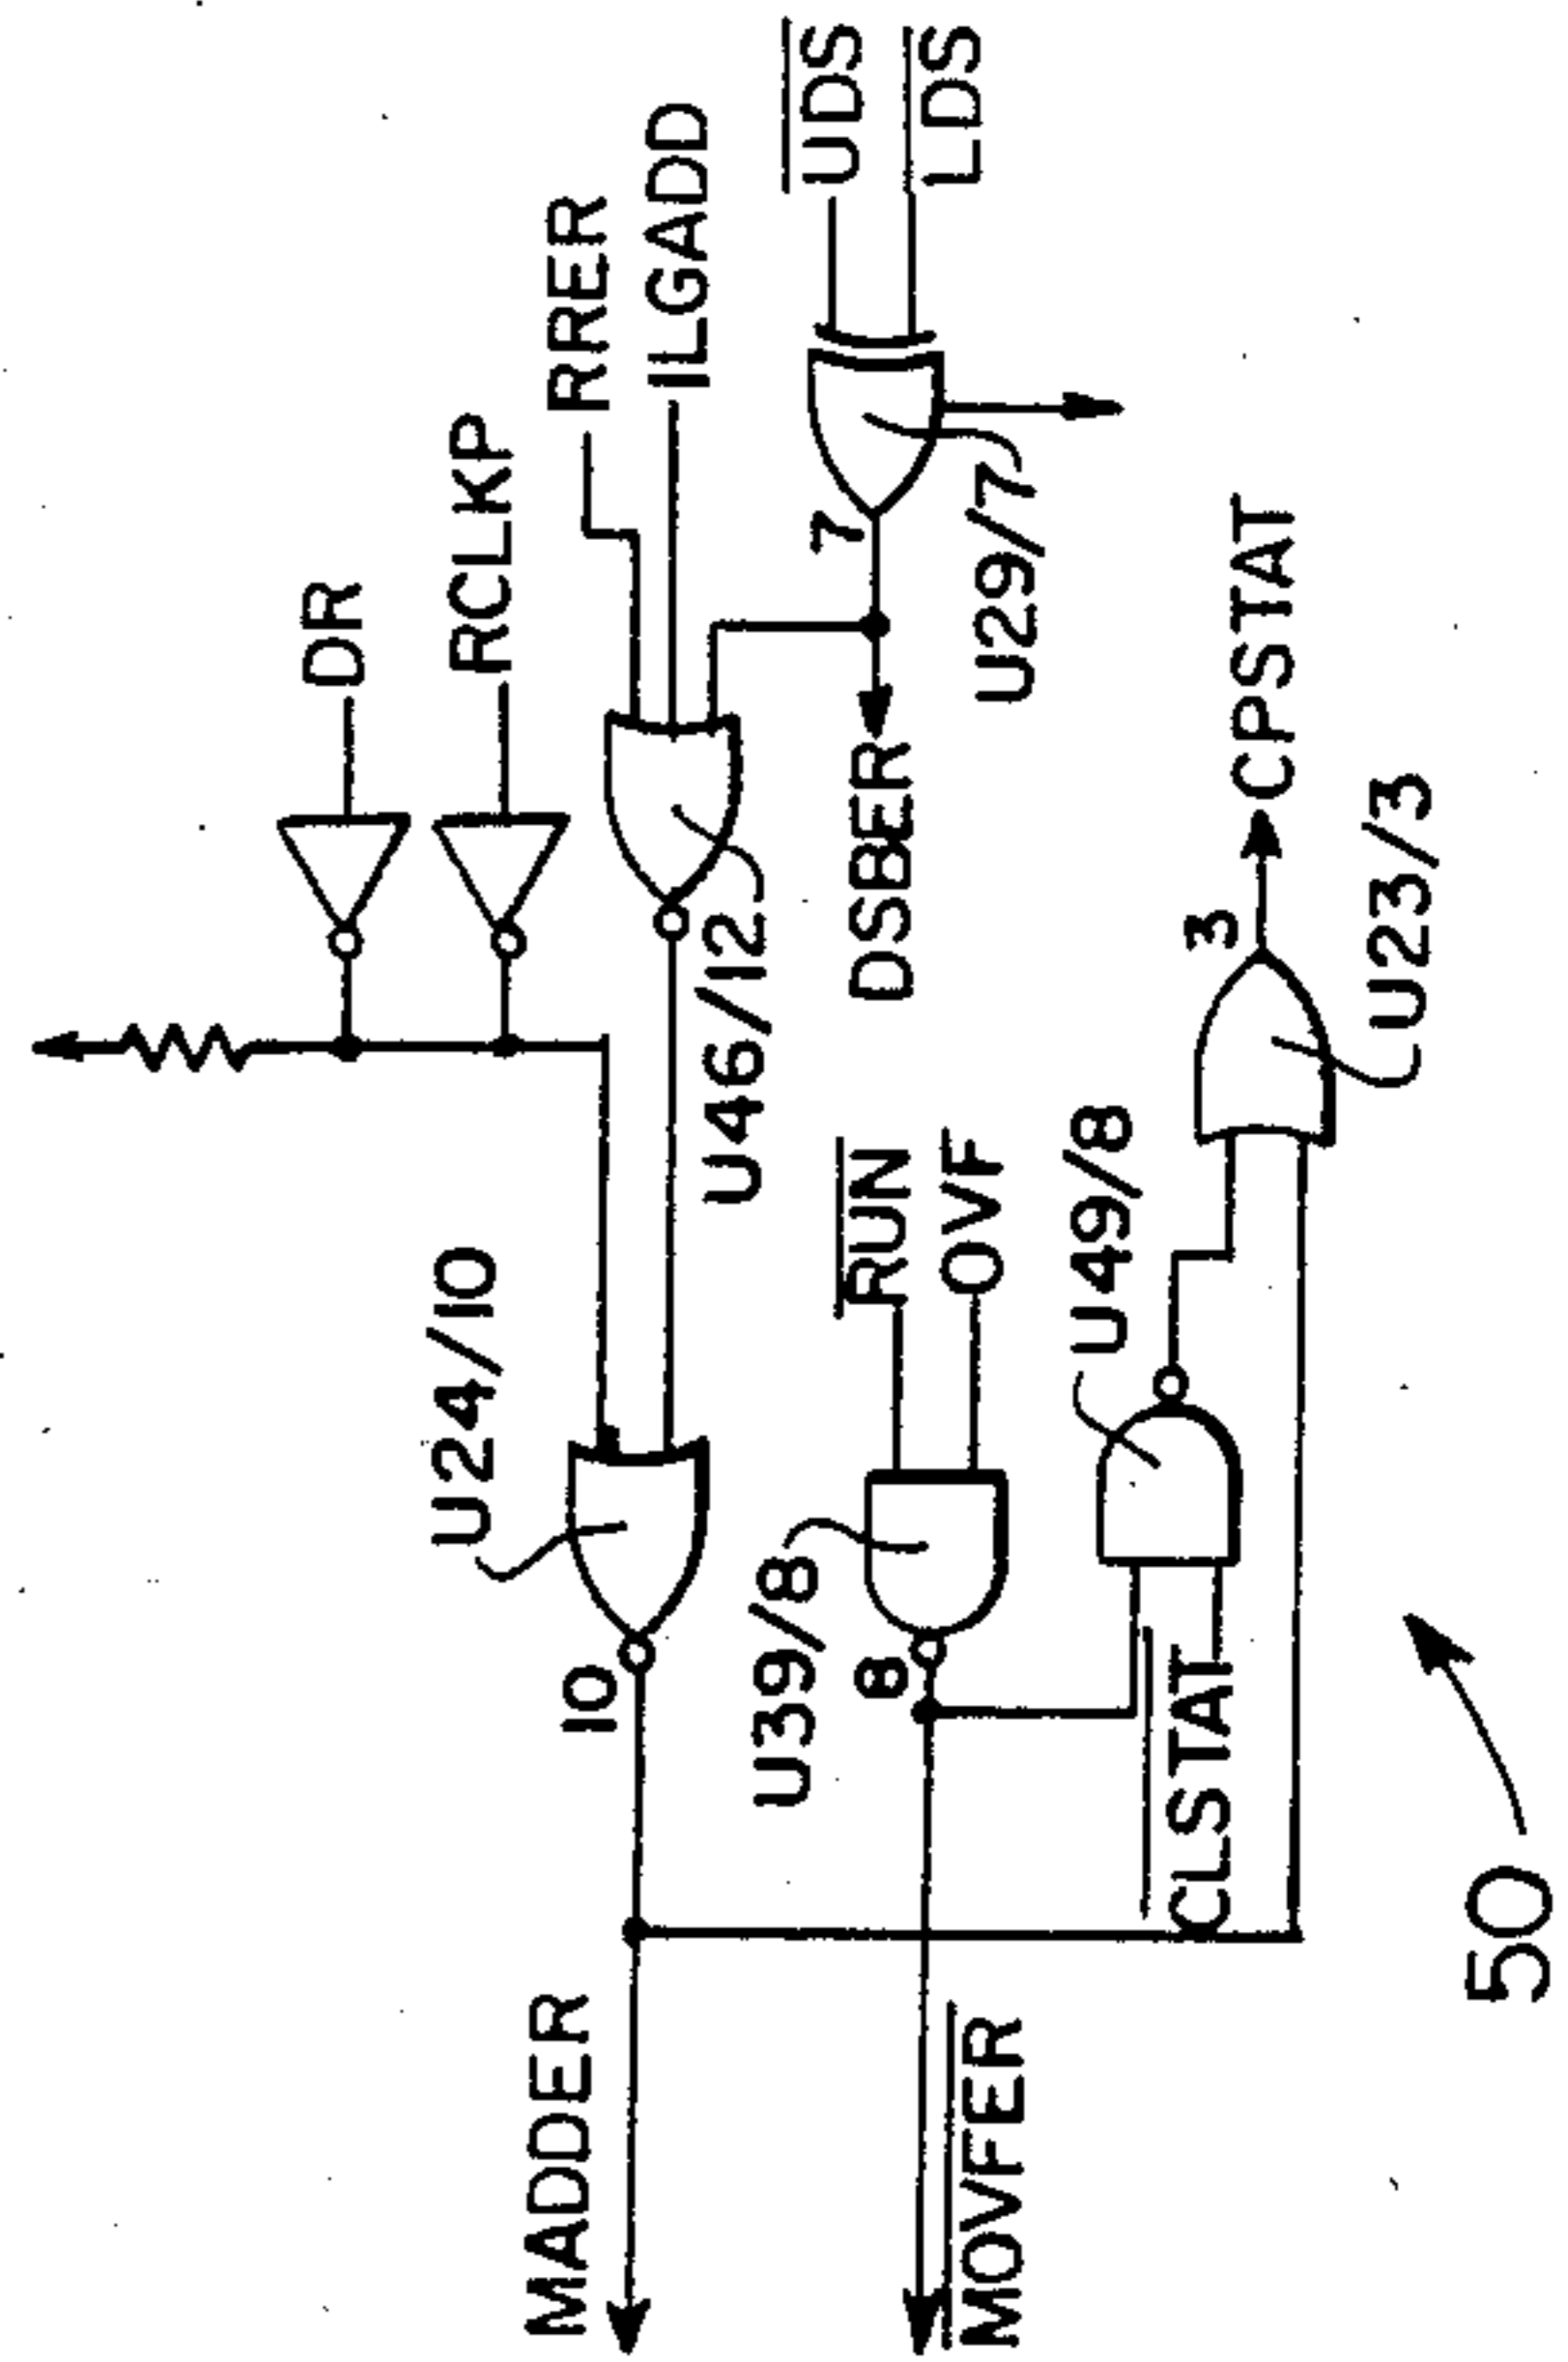 DR
RCLKP
U24/10
RRER
MADDER
10
ILGADD
U46/12
U39/8
UDS
7
8
RUN
DSBER
LDS
OVF
MOVFER
U29/7
U49/8
CLSTAT
3
CPSTAT
U23/3
50